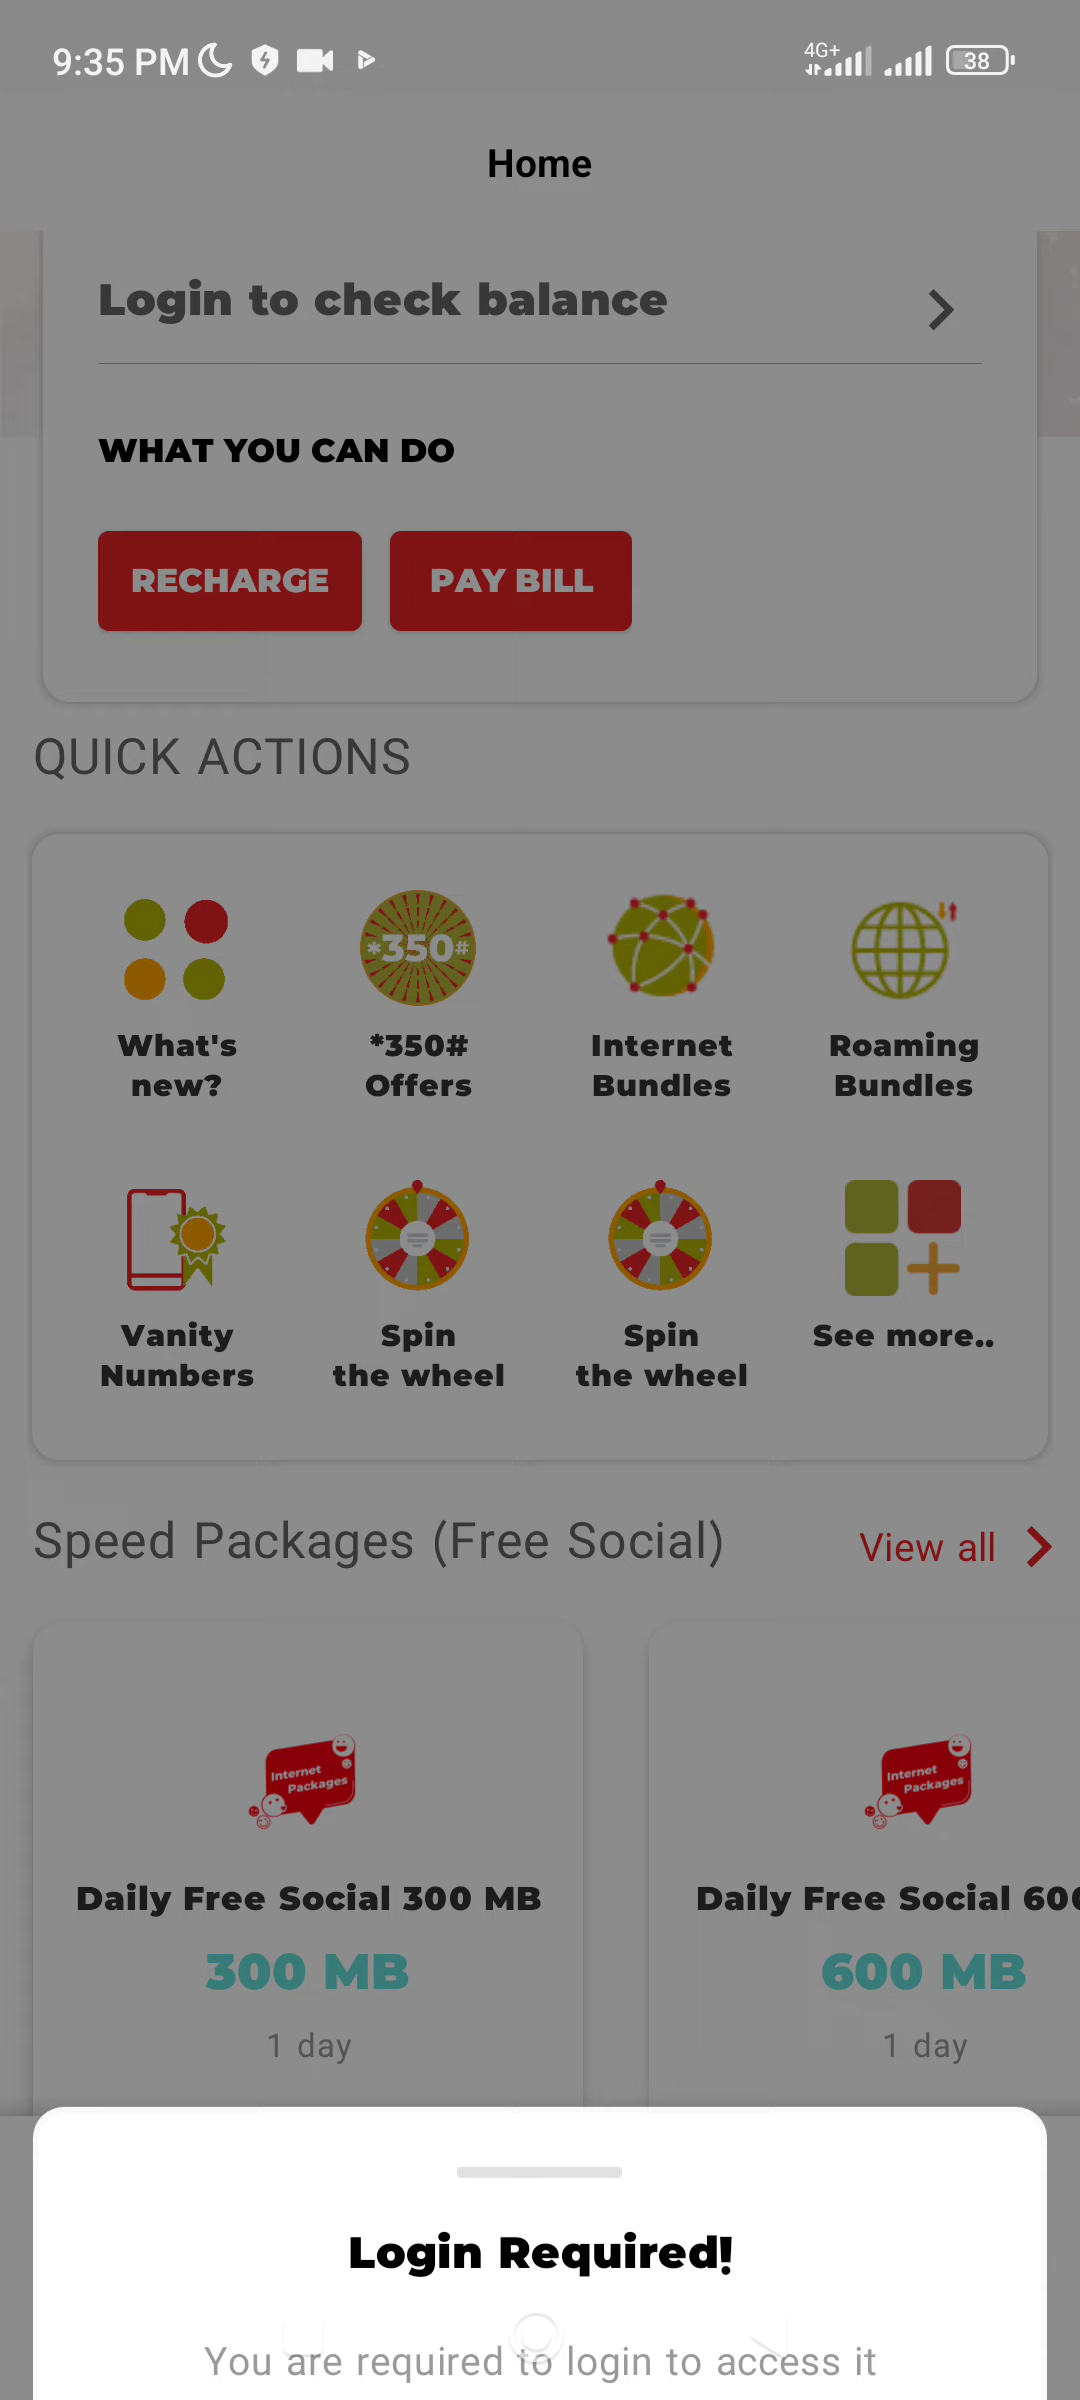 9:35 PM
4G+
38
Home
Login to check balance
WHAT YOU CAN DO
RECHARGE
PAY BILL
QUICK ACTIONS
*350#
What's
new?
*350#
Offers
Internet
Bundles
Roaming
Bundles
Vanity
Numbers
Spin
the wheel
Spin
the wheel
See more..
Speed Packages (Free Social)
View all
Internet
Packages
Internet
Packages
Daily Free Social 300 MB
300 MB
1 day
Daily Free Social 600
600 MB
1 day
Login Required!
You are required to login to access it